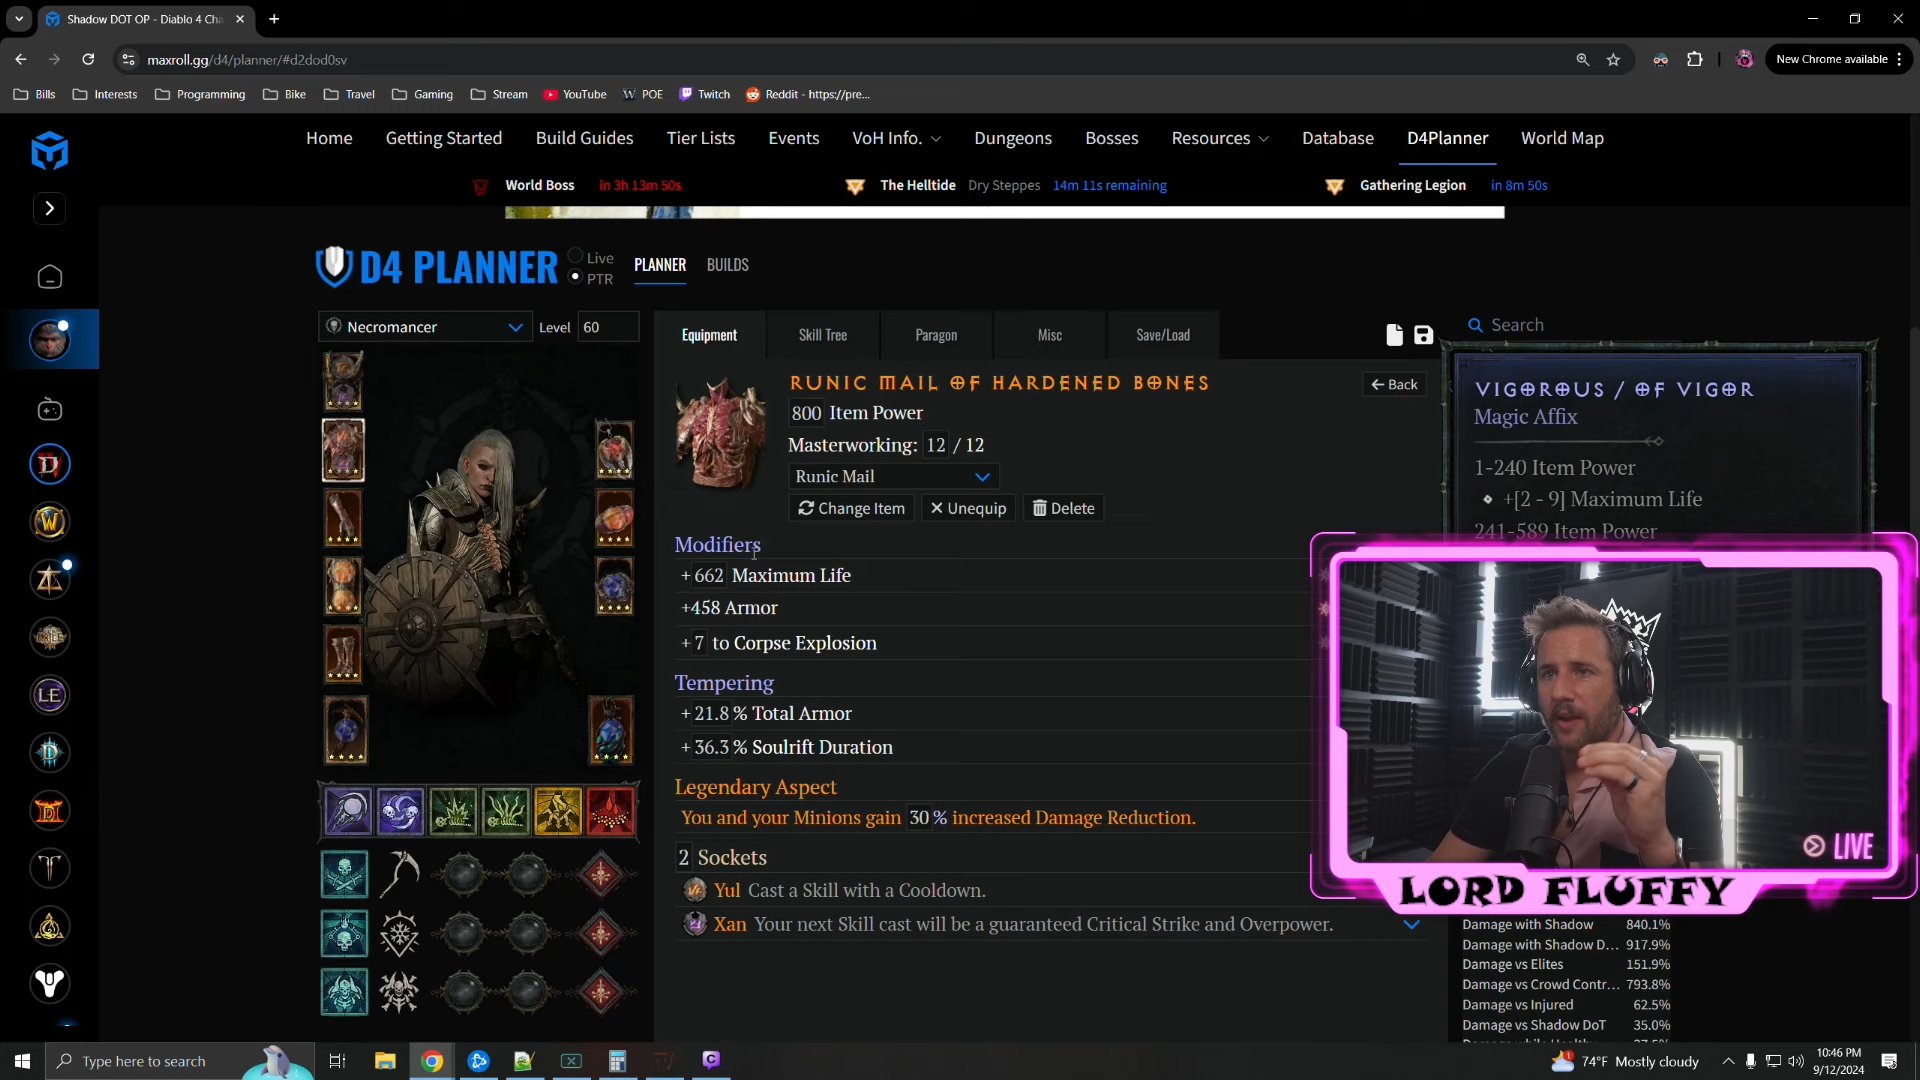 Shadow DOT OP - Diablo 4 Cha
maxroll.gg/d4/planner/#d2dod0sv
New Chrome available
Bills
Interests
Programming
Bike
Travel
Gaming
Stream
YouTube
W POE
Twitch
Reddit - https://pre...
Home
Getting Started
Build Guides
Tier Lists
Events
VoH Info.
Dungeons
Bosses
Resources
Database
D4Planner
World Map
World Boss in 3h 13m 50s
The Helltide Dry Steppes 14m 11s remaining
Gathering Legion in 8m 50s
D4 PLANNER
Live
PTR
PLANNER
BUILDS
Necromancer
Level 60
Equipment
Skill Tree
Paragon
Misc
Save/Load
Search
RUNIC MAIL OF HARDENED BONES
Back
800 Item Power
Masterworking: 12 / 12
Runic Mail
Change Item
Unequip
Delete
Modifiers
+662 Maximum Life
+458 Armor
+7 to Corpse Explosion
Tempering
+21.8% Total Armor
+36.3% Soulrift Duration
Legendary Aspect
You and your Minions gain 30% increased Damage Reduction.
2 Sockets
Yul Cast a Skill with a Cooldown.
Xan Your next Skill cast will be a guaranteed Critical Strike and Overpower.
VIGOROUS / OF VIGOR
Magic Affix
1-240 Item Power
+[2 - 9] Maximum Life
241-589 Item Power
LIVE
LORD FLUFFY
Damage with Shadow 840.1%
Damage with Shadow D... 917.9%
Damage vs Elites 151.9%
Damage vs Crowd Contr... 793.8%
Damage vs Injured 62.5%
Damage vs Shadow DoT 35.0%
LE
Type here to search
74°F Mostly cloudy
10:46 PM
9/12/2024